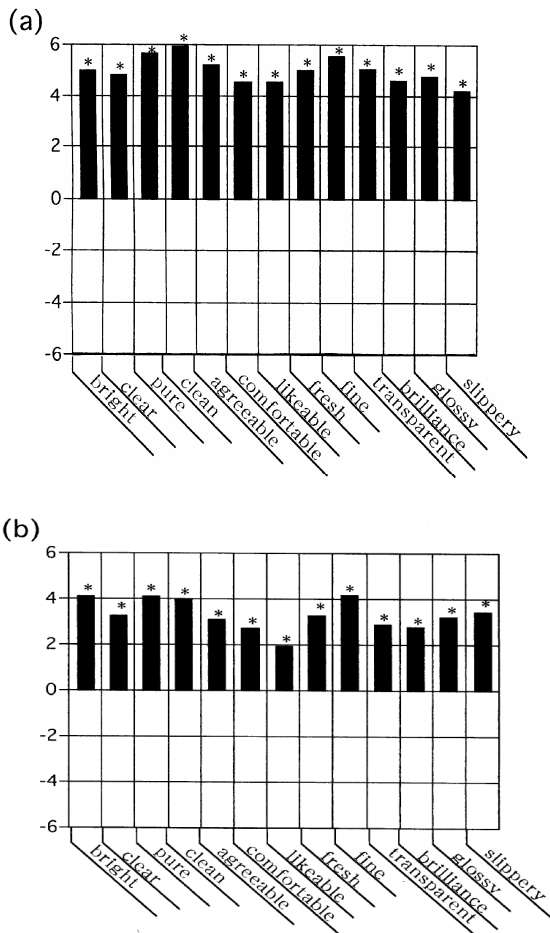 (a)
6
4
2
0
-2
-4
-6
* * * * * * * * * * * * *
bright
clear
pure
clean
agreeable
comfortable
likeable
fresh
fine
transparent
brilliance
glossy
slippery
(b)
6
4
2
0
-2
-4
-6
* * * * * * * * * * * * *
bright
clear
pure
clean
agreeable
comfortable
likeable
fresh
fine
transparent
brilliance
glossy
slippery